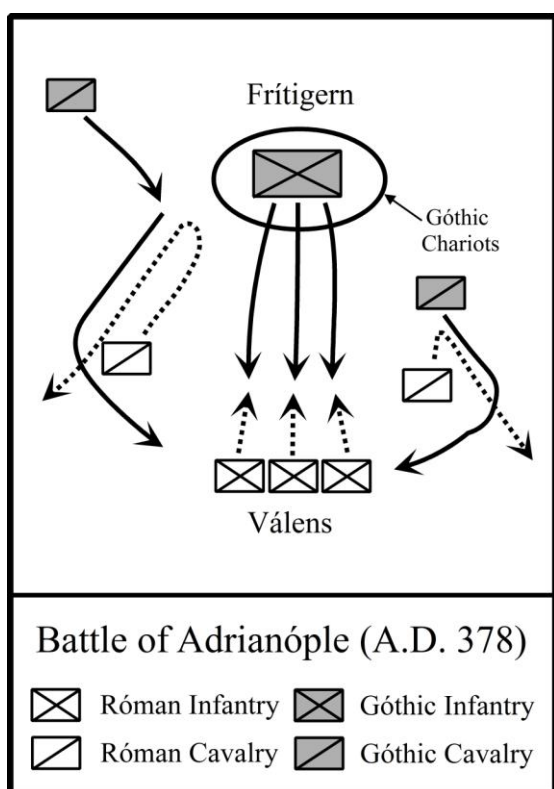 Frítigern
Góthic
Chariots
Válens
Battle of Adrianóple (A.D. 378)
Róman Infantry
Góthic Infantry
Róman Cavalry
Góthic Cavalry